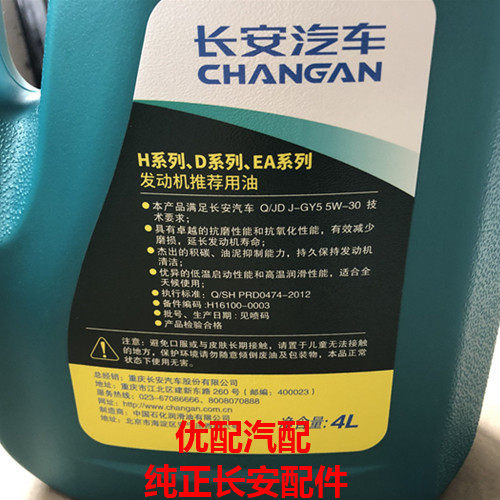 长安汽车
CHANGAN
H系列、D系列、EA系列
发动机推荐用油
●本产品满足长安汽车 Q/JD J-GY5 5W-30 技
术要求;
●具有卓越的抗磨性能和抗氧化性能，有效减少
磨损，延长发动机寿命;
●杰出的积碳、油泥抑制能力，持久保持发动机
清洁;
●优异的低温启动性能和高温润滑性能，适合全
天候使用;
●执行标准: Q/SH PRD0474-2012
●备件编码:H16100-0003
●批号、生产日期: 见喷码
●产品检验合格
注意: 避免口服或与皮肤长期接触，请置于儿童无法接触
的地方，保护环境请勿随意倾倒废油及包装物，本品正常
状态下使用无害。
总经销: 重庆长安汽车股份有限公司
地址: 重庆市江北区建新东路 260 号 (邮编: 400023)
服务热线: 023-67086666、8008070888
网址: www.changan.com.cn
制造商: 中国石化润滑油有限公司
地址: 北京市海淀区安
净含量: 4L
优配汽配
纯正长安配件